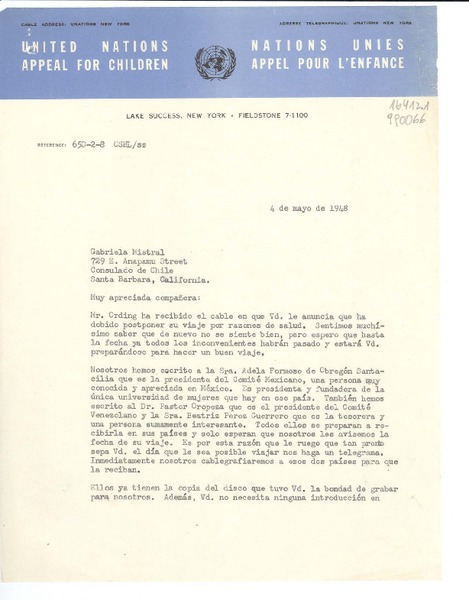 CABLE ADDRESS: UNATIONS NEW YORK
ADRESSE TELEGRAPHIQUE: UNATIONS NEW YORK
UNITED NATIONS
APPEAL FOR CHILDREN
NATIONS UNIES
APPEL POUR L'ENFANCE
LAKE SUCCESS, NEW YORK • FIELDSTONE 7-1100
16412.1
990066
REFERENCE: 650-2-8 CSHL/ss
4 de mayo de 1948
Gabriela Mistral
729 E. Anapamu Street
Consulado de Chile
Santa Barbara, California.
Muy apreciada compañera:
Mr. Ording ha recibido el cable en que Vd. le anuncia que ha
debido postponer su viaje por razones de salud. Sentimos muchí-
simo saber que de nuevo no se siente bien, pero espero que hasta
la fecha ya todos los inconvenientes habrán pasado y estará Vd.
preparándose para hacer un buen viaje.
Nosotros hemos escrito a la Sra. Adela Formoso de Obregón Santa-
cilia que es la presidenta del Comité Mexicano, una persona muy
conocida y apreciada en México. Es presidenta y fundadora de la
única universidad de mujeres que hay en ese país. También hemos
escrito al Dr. Pastor Oropeza que es el presidente del Comité
Venezolano y la Sra. Beatriz Perez Guerrero que es la tesorera y
una persona sumamente interesante. Todos ellos se preparan a re-
cibirla en sus países y solo esperan que nosotros les avisemos la
fecha de su viaje. Es por esta razón que le ruego que tan pronto
sepa Vd. el día que le sea posible viajar nos haga un telegrama.
Inmediatamente nosotros cablegrafiaremos a esos dos países para que
la reciban.
Ellos ya tienen la copia del disco que tuvo Vd. la bondad de grabar
para nosotros. Además, Vd. no necesita ninguna introducción en